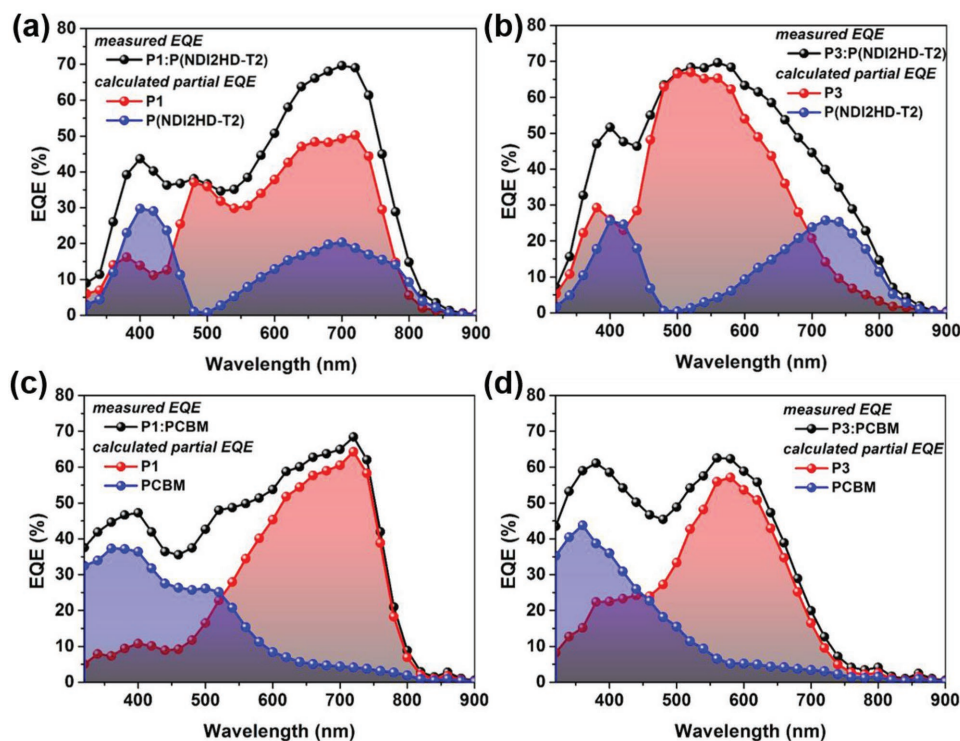 (a)
measured EQE
P1:P(NDI2HD-T2)
calculated partial EQE
P1
P(NDI2HD-T2)
EQE (%)
80
70
60
50
40
30
20
10
0
400 500 600 700 800 900
Wavelength (nm)
(b)
measured EQE
P3:P(NDI2HD-T2)
calculated partial EQE
P3
P(NDI2HD-T2)
EQE (%)
80
70
60
50
40
30
20
10
0
400 500 600 700 800 900
Wavelength (nm)
(c)
measured EQE
P1:PCBM
calculated partial EQE
P1
PCBM
EQE (%)
80
70
60
50
40
30
20
10
0
400 500 600 700 800 900
Wavelength (nm)
(d)
measured EQE
P3:PCBM
calculated partial EQE
P3
PCBM
EQE (%)
80
70
60
50
40
30
20
10
0
400 500 600 700 800 900
Wavelength (nm)